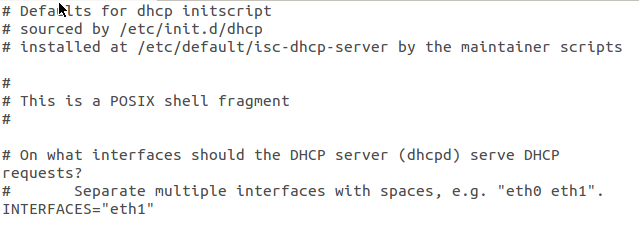 # Defaults for dhcp initscript
# sourced by /etc/init.d/dhcp
# installed at /etc/default/isc-dhcp-server by the maintainer scripts
#
# This is a POSIX shell fragment
#
# On what interfaces should the DHCP server (dhcpd) serve DHCP
requests?
#       Separate multiple interfaces with spaces, e.g. "eth0 eth1".
INTERFACES="eth1"